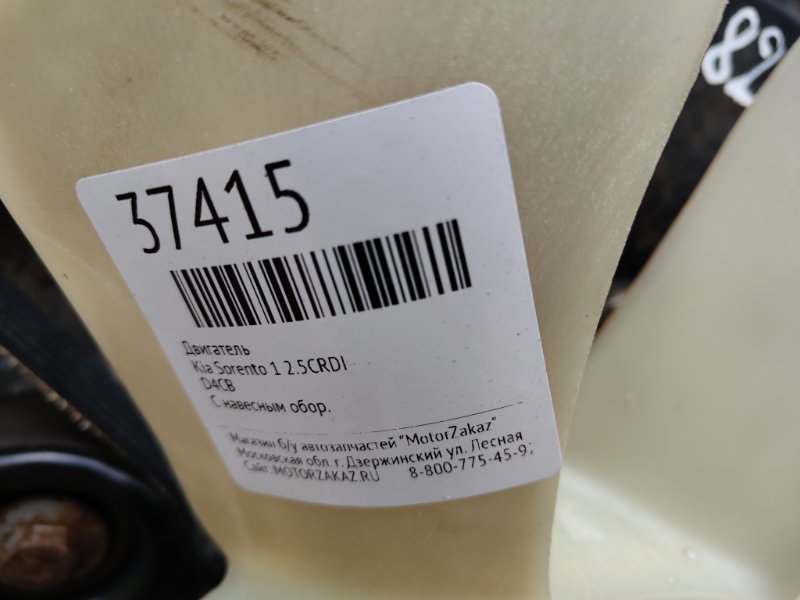 82
37415
Двигатель
Kia Sorento 1 2.5CRDI
D4CB
С навесным обор.
Магазин б/у автозапчастей "MotorZakaz"
Московская обл. г. Дзержинский ул. Лесная
Сайт: MOTORZAKAZ.RU 8-800-775-45-9